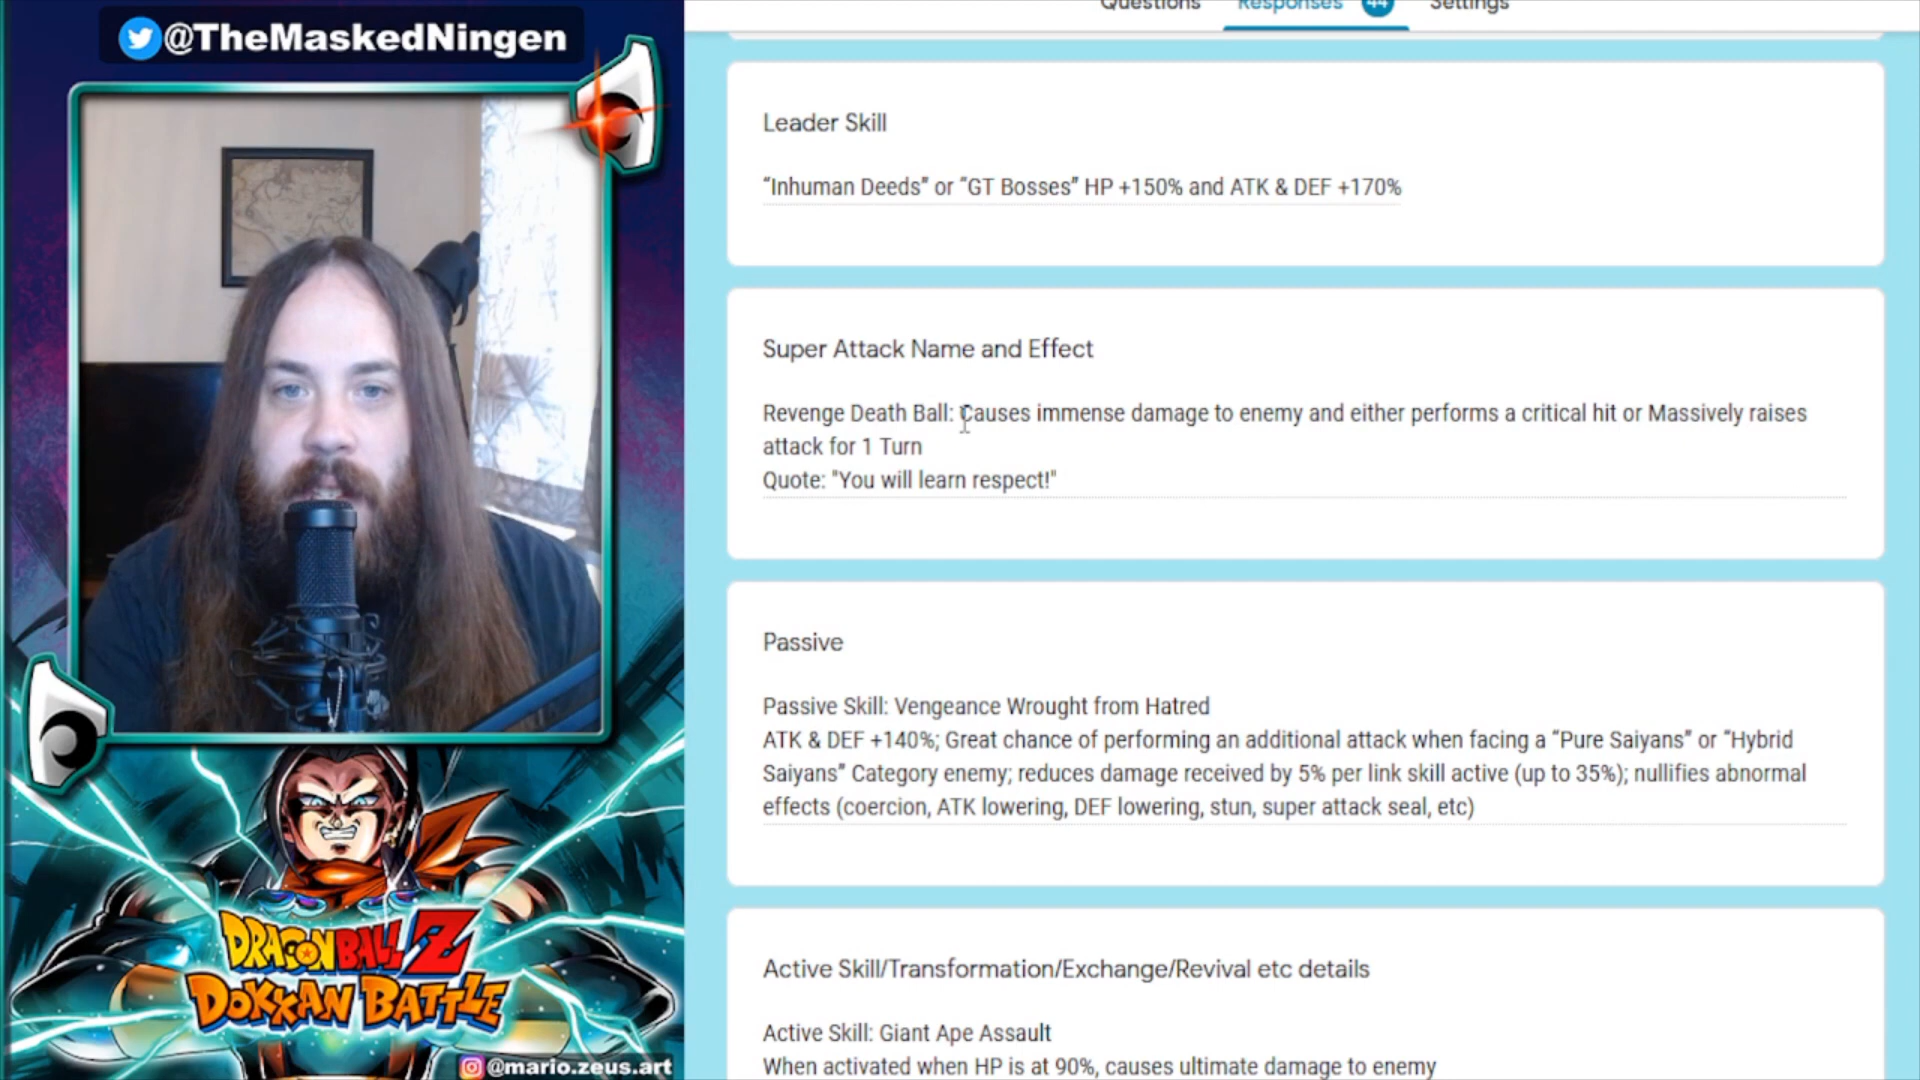 @TheMaskedNingen
Questions
Responses
44
Settings
Leader Skill
“Inhuman Deeds” or “GT Bosses” HP +150% and ATK & DEF +170%
Super Attack Name and Effect
Revenge Death Ball: Causes immense damage to enemy and either performs a critical hit or Massively raises
attack for 1 Turn
Quote: "You will learn respect!"
Passive
Passive Skill: Vengeance Wrought from Hatred
ATK & DEF +140%; Great chance of performing an additional attack when facing a “Pure Saiyans” or “Hybrid
Saiyans” Category enemy; reduces damage received by 5% per link skill active (up to 35%); nullifies abnormal
effects (coercion, ATK lowering, DEF lowering, stun, super attack seal, etc)
Active Skill/Transformation/Exchange/Revival etc details
Active Skill: Giant Ape Assault
When activated when HP is at 90%, causes ultimate damage to enemy
DRAGONBALL Z
DOKKAN BATTLE
@mario.zeus.art